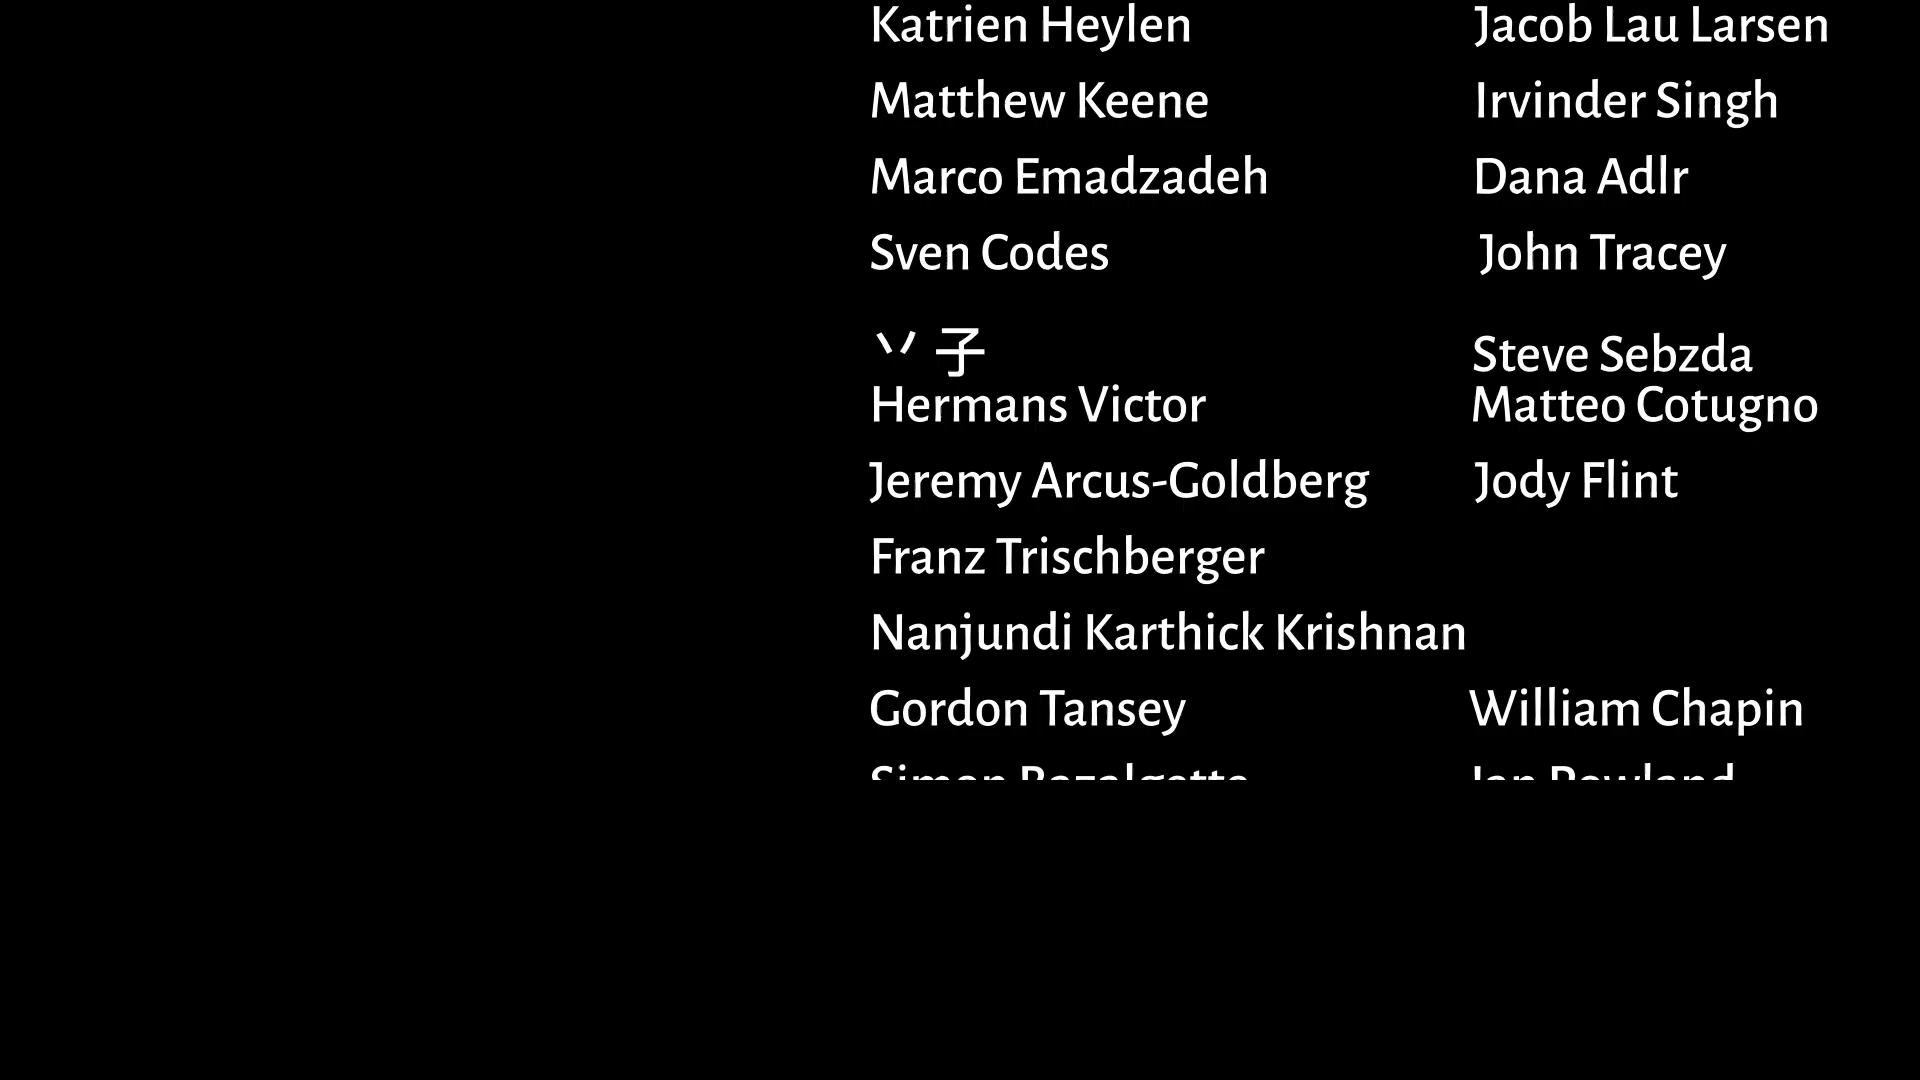 Katrien Heylen Jacob Lau Larsen
Matthew Keene Irvinder Singh
Marco Emadzadeh Dana Adlr
Sven Codes John Tracey
丷 子 Steve Sebzda
Hermans Victor Matteo Cotugno
Jeremy Arcus-Goldberg Jody Flint
Franz Trischberger
Nanjundi Karthick Krishnan
Gordon Tansey William Chapin